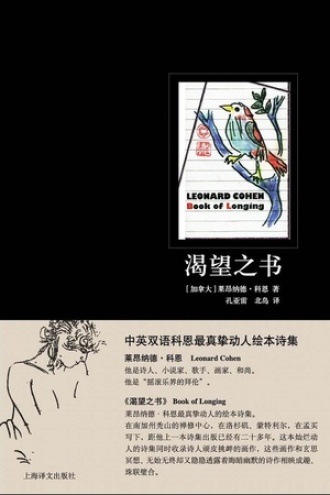 LEONARD COHEN
Book of Longing
渴望之书
［加拿大］莱昂纳德·科恩 著
孔亚雷 北岛 译
中英双语科恩最真挚动人绘本诗集
莱昂纳德·科恩 Leonard Cohen
他是诗人、小说家、歌手、画家、和尚。
他是“摇滚乐界的拜伦”。
《渴望之书》 Book of Longing
莱昂纳德·科恩最真挚动人的绘本诗集。
在南加州秃山的禅修中心，在洛杉矶、蒙特利尔，在孟买
写下，距他上一本诗集出版已经有二十多年。这本灿烂动
人的诗集同时收录诗人顽皮挑衅的画作，这些画作和玄思
冥想、无始无终却又隐隐透露着晦暗幽默的诗作相映成趣、
珠联璧合。
上海译文出版社